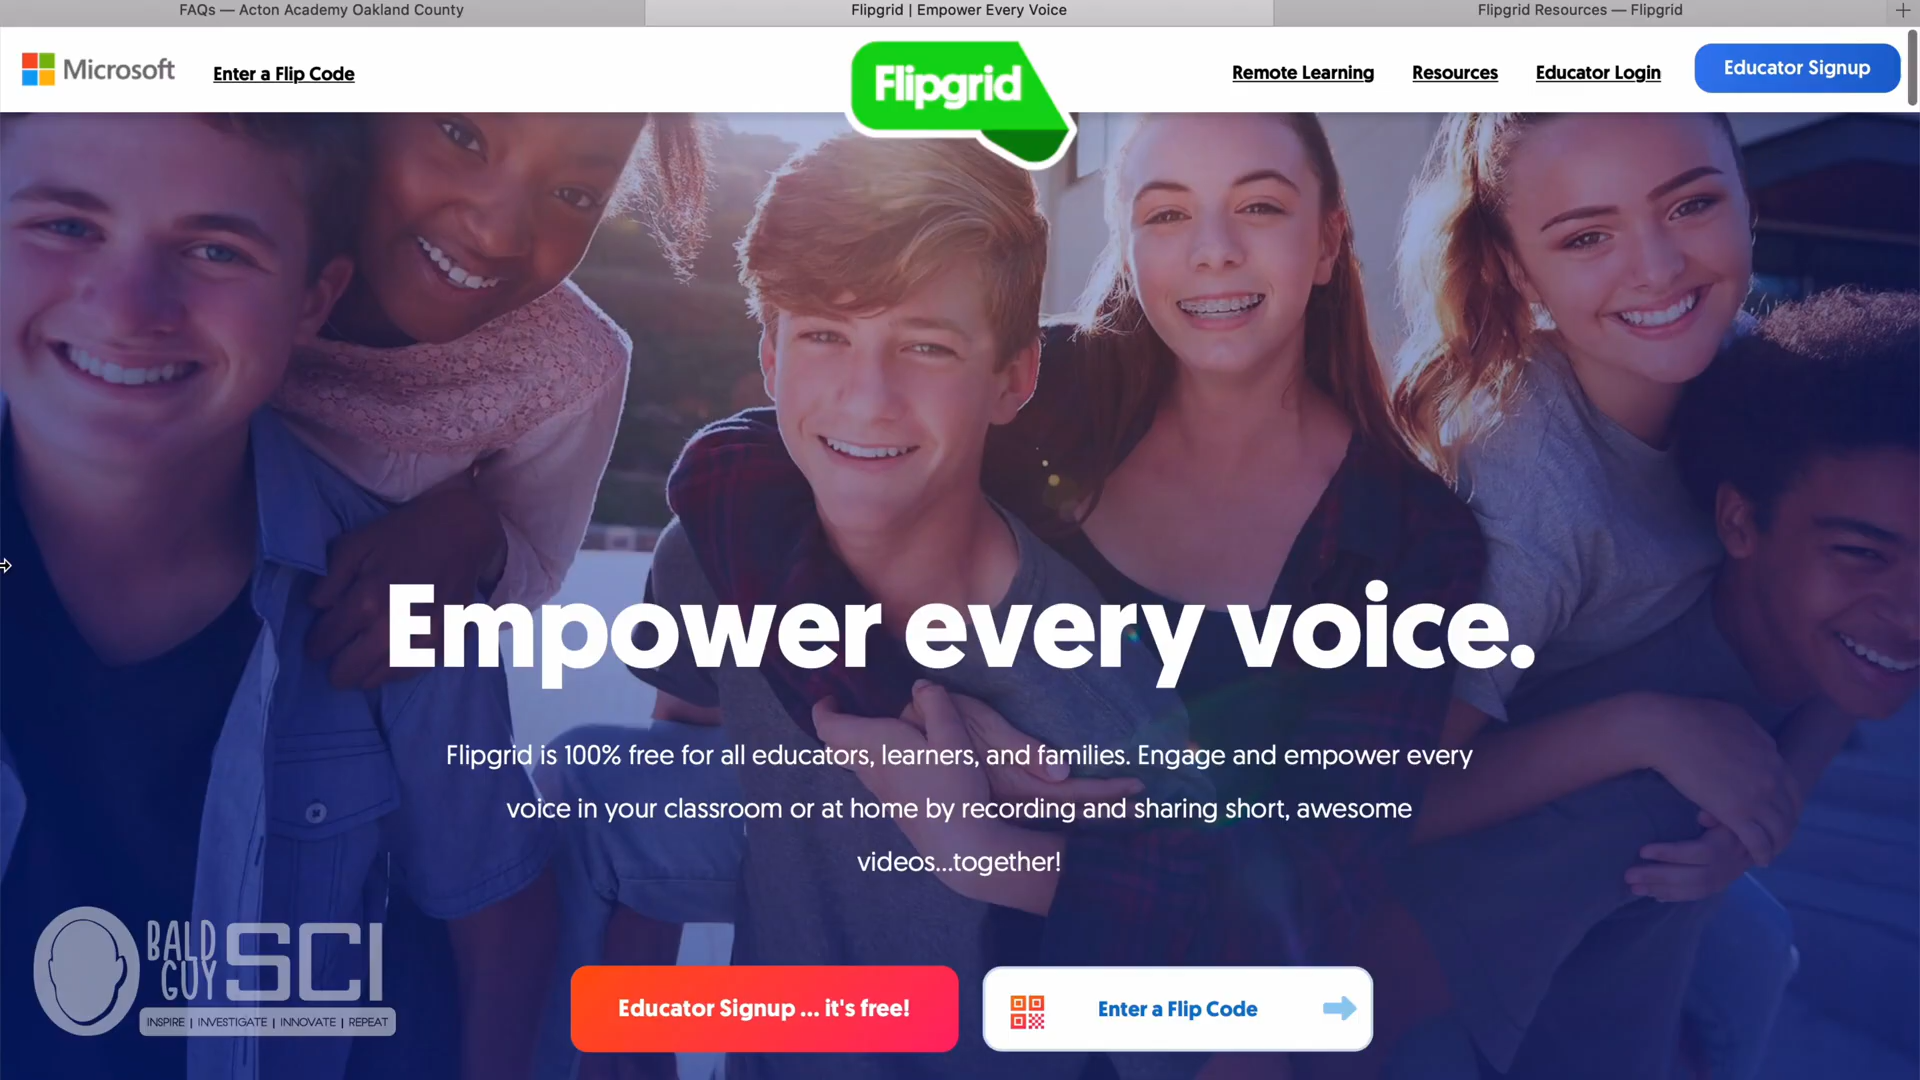 FAQs — Acton Academy Oakland County
Flipgrid | Empower Every Voice
Flipgrid Resources — Flipgrid
Microsoft
Enter a Flip Code
Flipgrid
Remote Learning
Resources
Educator Login
Educator Signup
Empower every voice.
Flipgrid is 100% free for all educators, learners, and families. Engage and empower every
voice in your classroom or at home by recording and sharing short, awesome
videos...together!
BALD
GUY
SCI
INSPIRE | INVESTIGATE | INNOVATE | REPEAT
Educator Signup ... it's free!
Enter a Flip Code